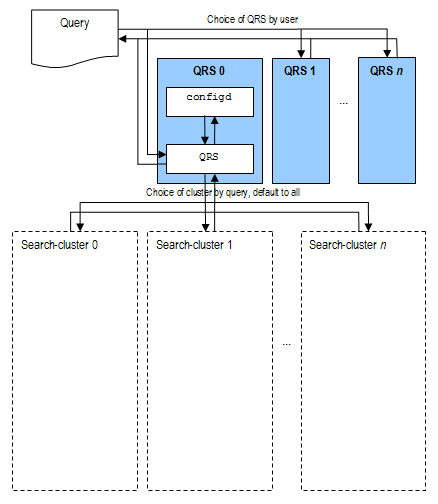 Choice of QRS by user
Query
QRS 0
QRS 1
QRS n
configd
...
QRS
Choice of cluster by query, default to all
Search-cluster 0
Search-cluster 1
Search-cluster n
...